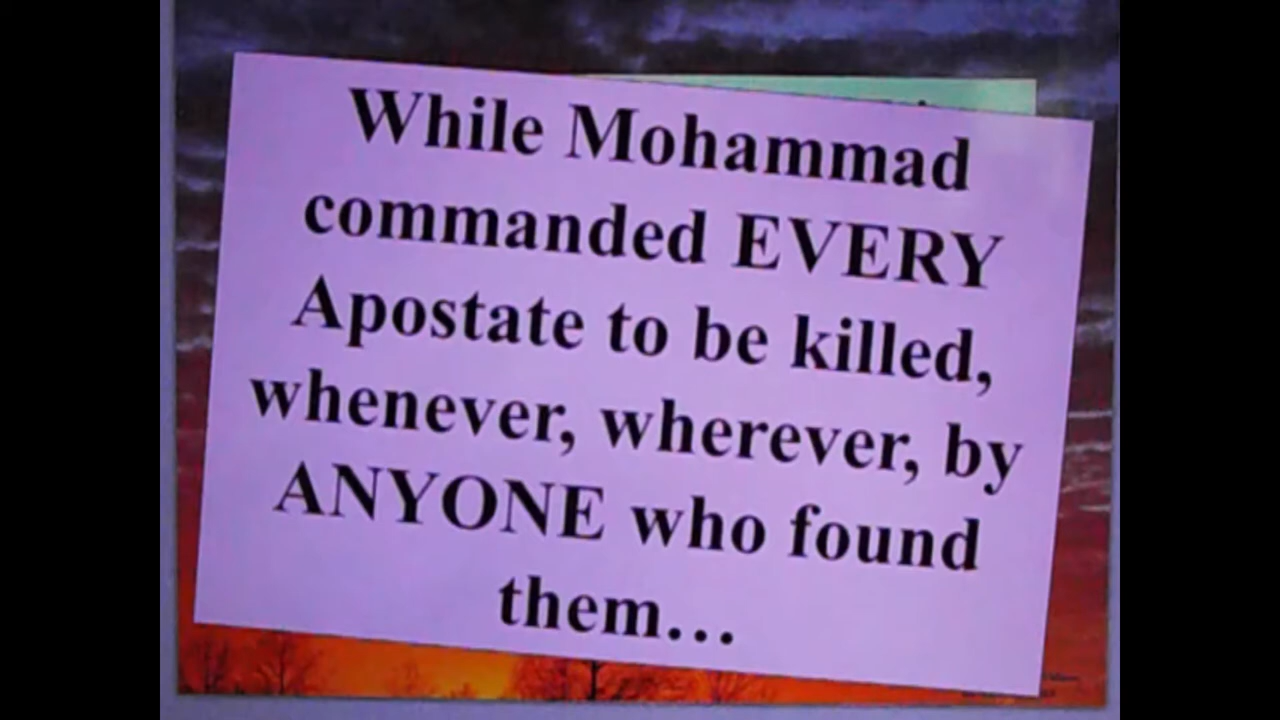 While Mohammad
commanded EVERY
Apostate to be killed,
whenever, wherever, by
ANYONE who found
them...